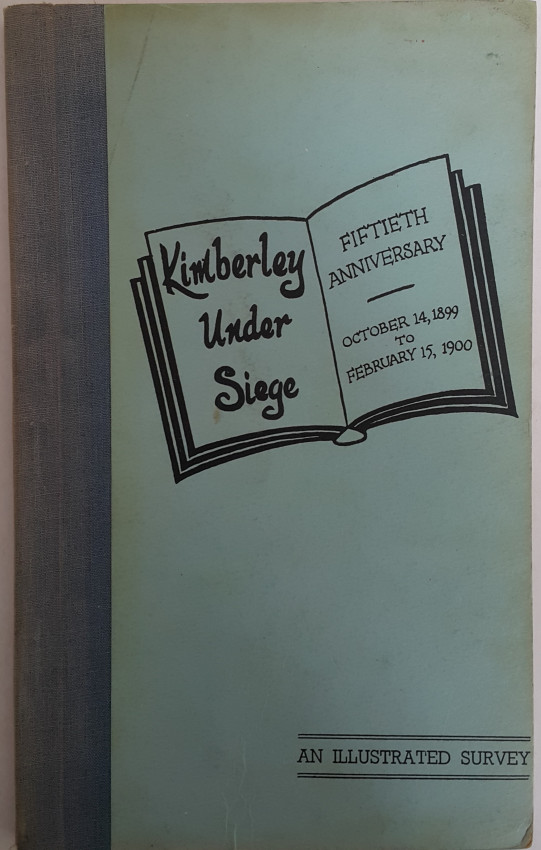 Kimberley
Under
Siege
FIFTIETH
ANNIVERSARY
OCTOBER 14, 1899
TO
FEBRUARY 15, 1900
AN ILLUSTRATED SURVEY